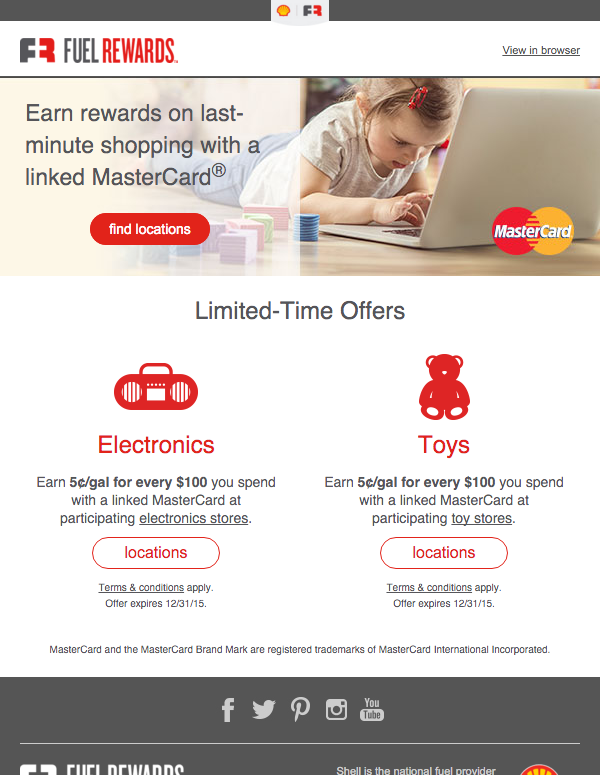 FR
FR FUEL REWARDS™
View in browser
Earn rewards on last-
minute shopping with a
linked MasterCard®
find locations
MasterCard
Limited-Time Offers
Electronics
Earn 5¢/gal for every $100 you spend
with a linked MasterCard at
participating electronics stores.
locations
Terms & conditions apply.
Offer expires 12/31/15.
Toys
Earn 5¢/gal for every $100 you spend
with a linked MasterCard at
participating toy stores.
locations
Terms & conditions apply.
Offer expires 12/31/15.
MasterCard and the MasterCard Brand Mark are registered trademarks of MasterCard International Incorporated.
You
Tube
FR FUEL REWARDS
Shell is the national fuel provider